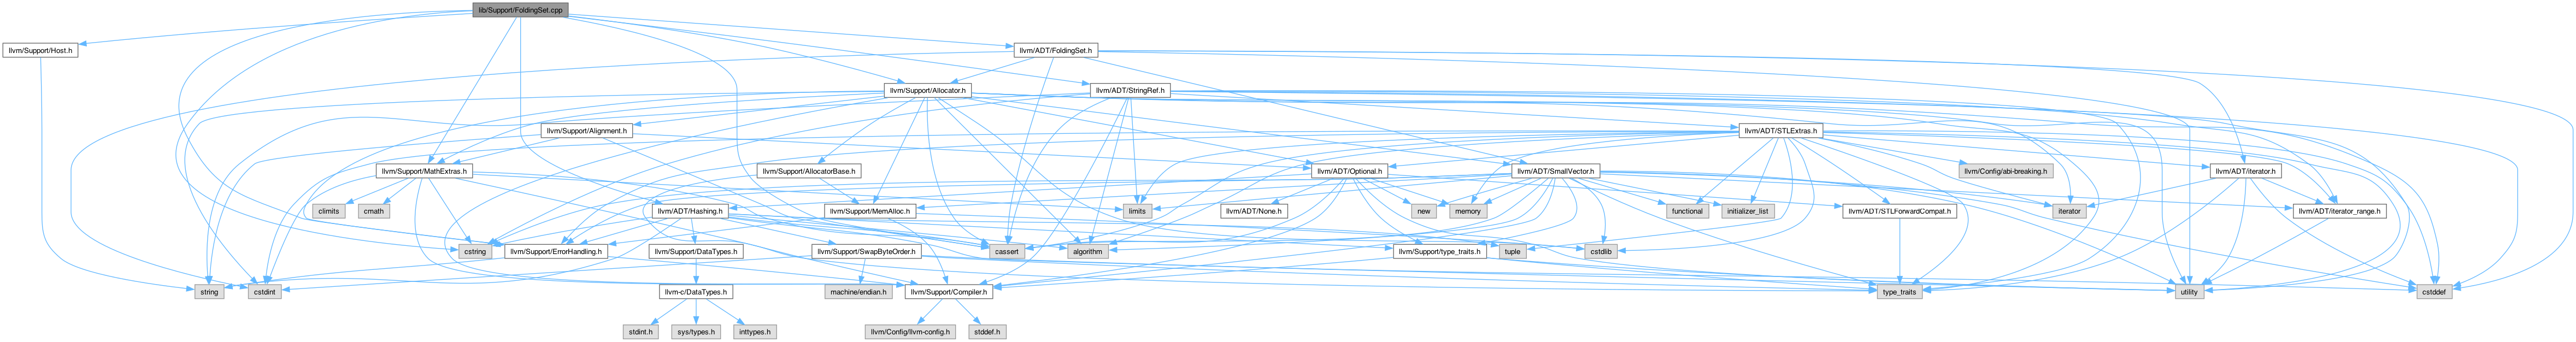 lib/Support/FoldingSet.cpp
llvm/Support/Host.h
llvm/ADT/FoldingSet.h
llvm/Support/Allocator.h
llvm/ADT/StringRef.h
llvm/Support/Alignment.h
llvm/ADT/STLExtras.h
llvm/Support/MathExtras.h
llvm/Support/AllocatorBase.h
llvm/ADT/Optional.h
llvm/ADT/SmallVector.h
llvm/Config/abi-breaking.h
llvm/ADT/iterator.h
climits
cmath
llvm/ADT/Hashing.h
llvm/Support/MemAlloc.h
limits
llvm/ADT/None.h
new
memory
functional
initializer_list
llvm/ADT/STLForwardCompat.h
iterator
llvm/ADT/iterator_range.h
cstring
llvm/Support/ErrorHandling.h
llvm/Support/DataTypes.h
llvm/Support/SwapByteOrder.h
cassert
algorithm
llvm/Support/type_traits.h
tuple
cstdlib
string
cstdint
llvm-c/DataTypes.h
machine/endian.h
llvm/Support/Compiler.h
type_traits
utility
cstddef
stdint.h
sys/types.h
inttypes.h
llvm/Config/llvm-config.h
stddef.h